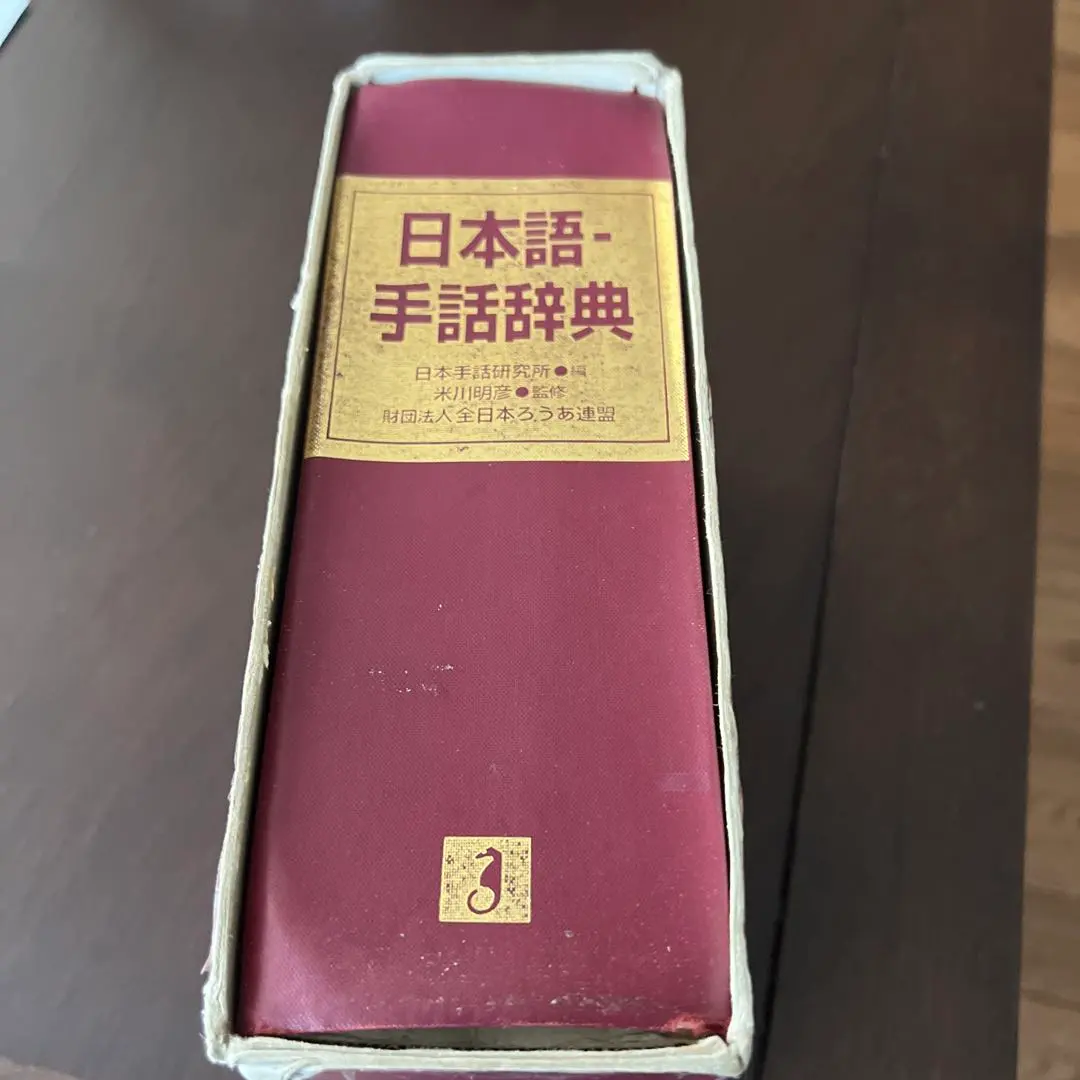 日本語-
手話辞典
日本手話研究所●編
米川明彦●監修
財団法人全日本ろうあ連盟